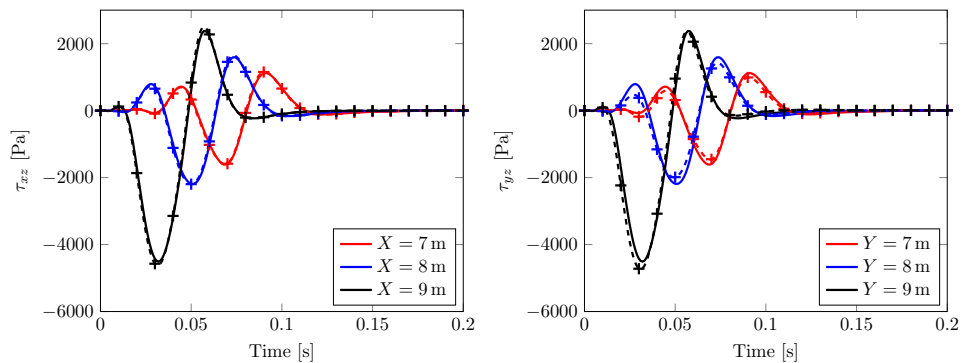 2000
0
−2000
−4000
−6000
τxz [Pa]
0
0.05
0.1
0.15
0.2
Time [s]
X = 7 m
X = 8 m
X = 9 m
2000
0
−2000
−4000
−6000
τyz [Pa]
0
0.05
0.1
0.15
0.2
Time [s]
Y = 7 m
Y = 8 m
Y = 9 m